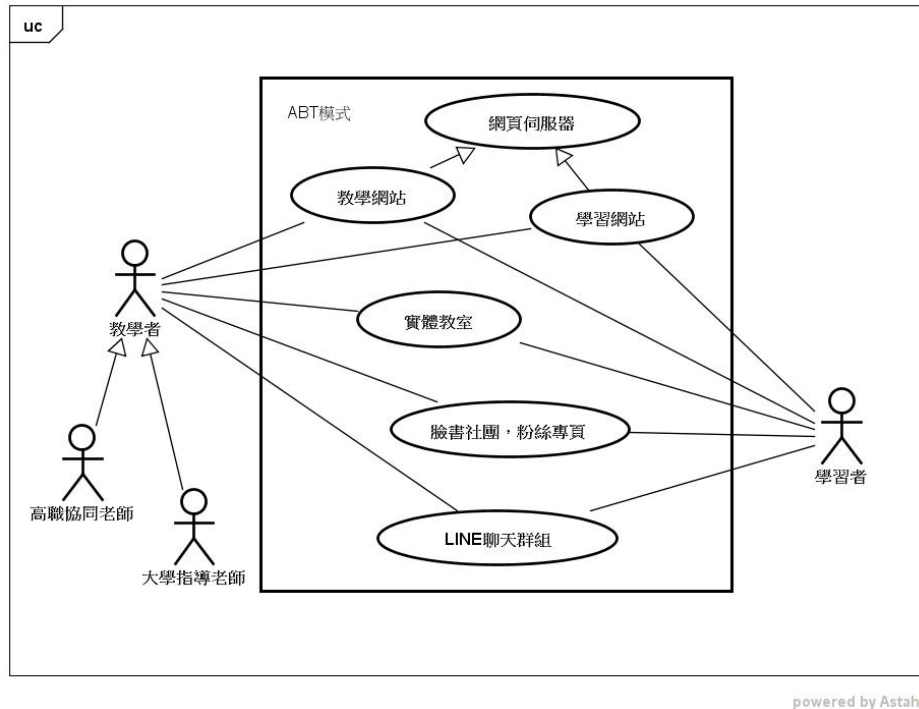 uc
ABT模式
網頁伺服器
教學網站
學習網站
實體教室
教學者
臉書社團，粉絲專頁
學習者
高職協同老師
LINE聊天群組
大學指導老師
powered by Astah